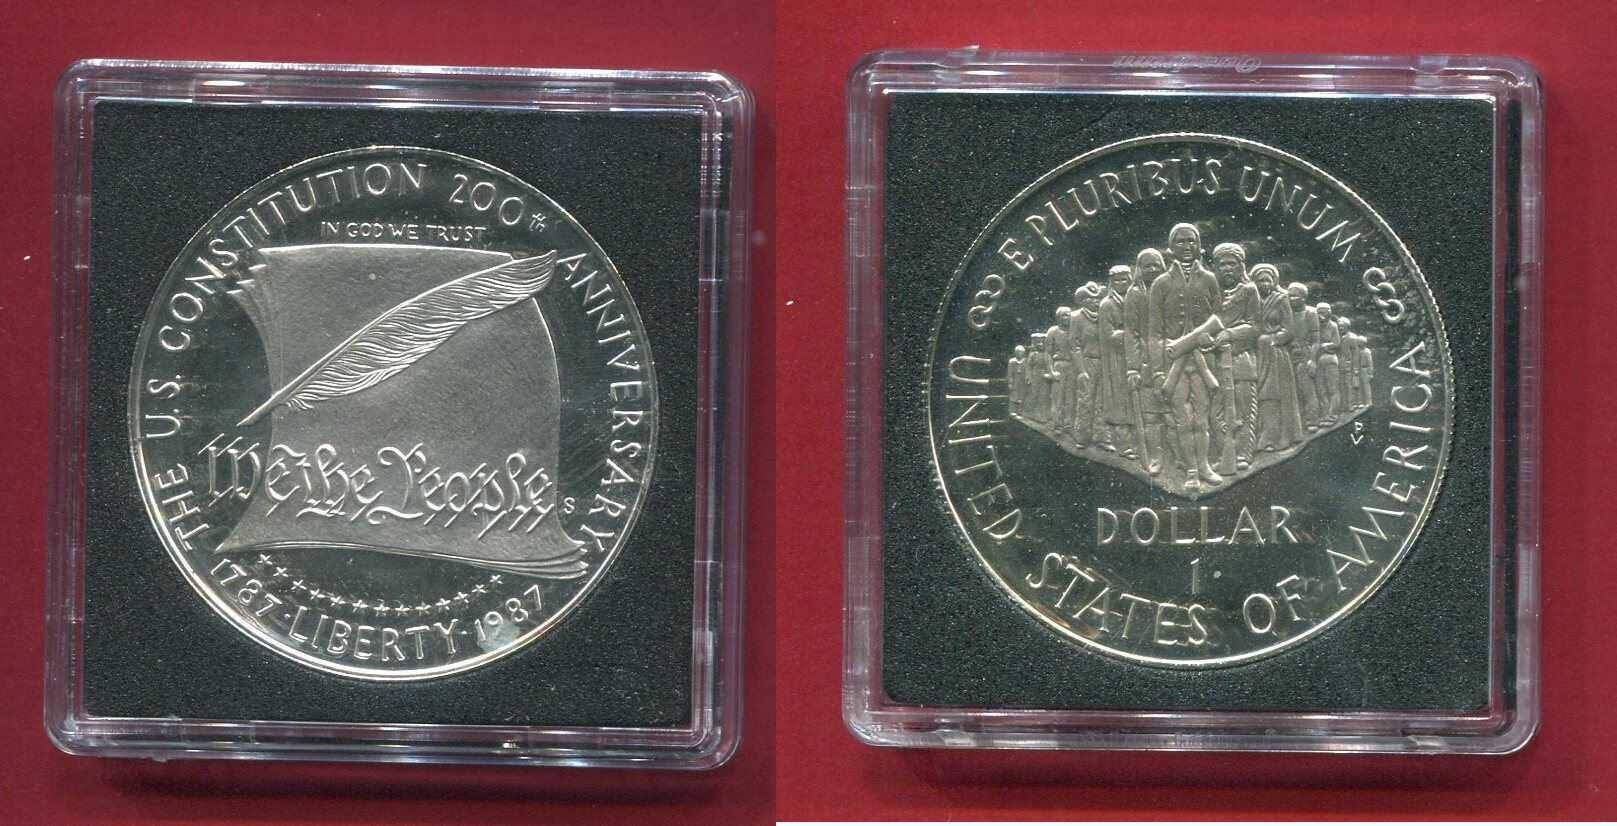 THE U.S. CONSTITUTION 200th ANNIVERSARY
IN GOD WE TRUST
We the People
S
1787·LIBERTY·1987
Quadrum
E PLURIBUS UNUM
UNITED STATES OF AMERICA
P
V
DOLLAR
1